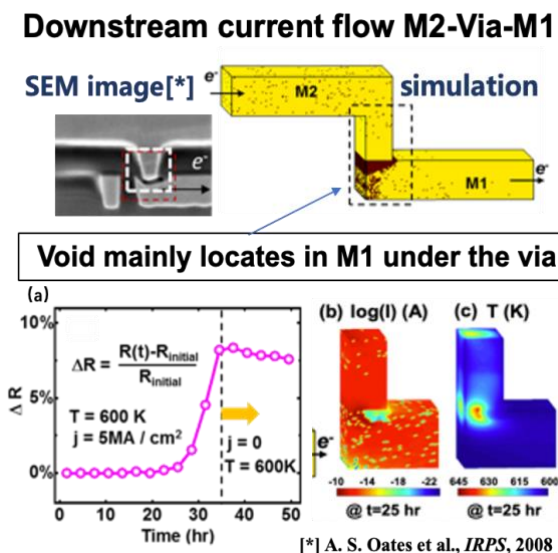 Downstream current flow M2-Via-M1
SEM image[*]
simulation
e-
M2
e-
M1
e-
Void mainly locates in M1 under the via
(a)
10%
5%
0%
Δ R
ΔR = R(t)-Rinitial / Rinitial
T = 600 K
j = 5MA / cm2
j = 0
T = 600K
0 10 20 30 40 50
Time (hr)
(b) log(I) (A)
e-
-10 -14 -18 -22
@ t=25 hr
(c) T (K)
645 630 615 600
@ t=25 hr
[*] A. S. Oates et al., IRPS, 2008